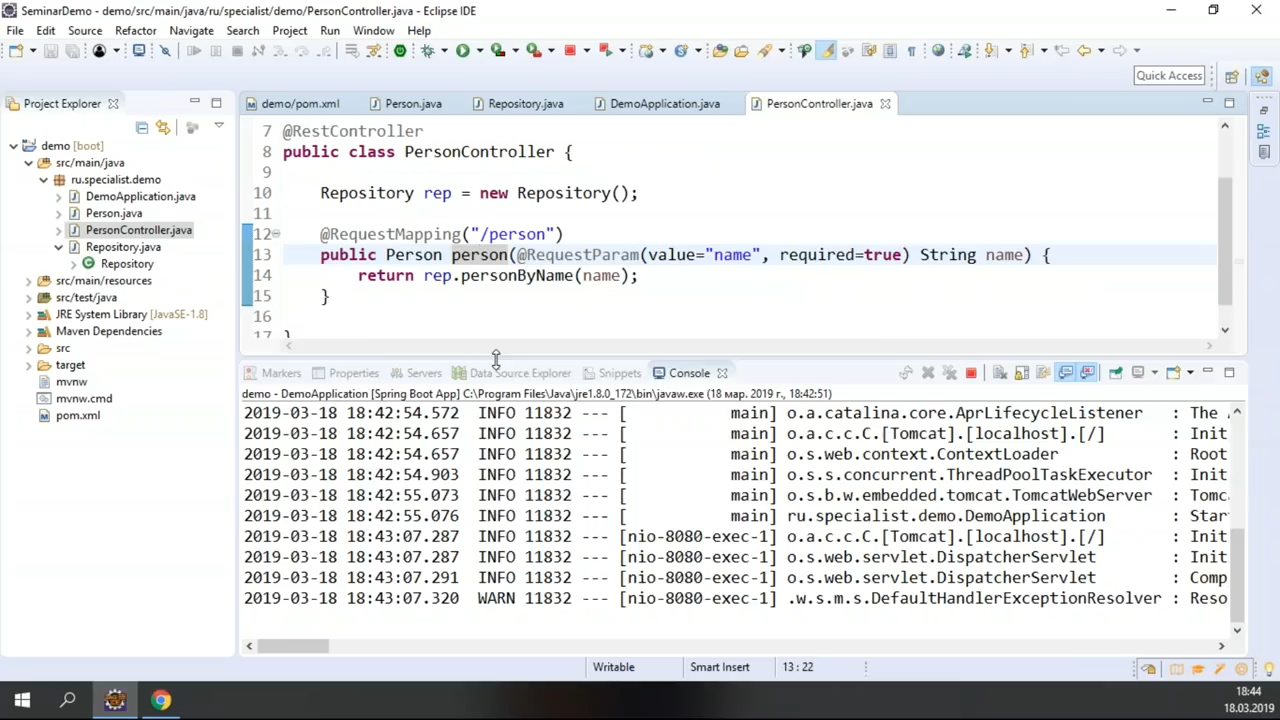 SeminarDemo - demo/src/main/java/ru/specialist/demo/PersonController.java - Eclipse IDE
File Edit Source Refactor Navigate Search Project Run Window Help
Quick Access
Project Explorer
demo [boot]
src/main/java
ru.specialist.demo
DemoApplication.java
Person.java
PersonController.java
Repository.java
Repository
src/main/resources
src/test/java
JRE System Library [JavaSE-1.8]
Maven Dependencies
src
target
mvnw
mvnw.cmd
pom.xml
demo/pom.xml Person.java Repository.java DemoApplication.java PersonController.java
7 @RestController
8 public class PersonController {
9
10 Repository rep = new Repository();
11
12 @RequestMapping("/person")
13 public Person person(@RequestParam(value="name", required=true) String name) {
14 return rep.personByName(name);
15 }
16
17 }
Markers Properties Servers Data Source Explorer Snippets Console
demo - DemoApplication [Spring Boot App] C:\Program Files\Java\jre1.8.0_172\bin\javaw.exe (18 мар. 2019 г., 18:42:51)
2019-03-18 18:42:54.572 INFO 11832 --- [ main] o.a.catalina.core.AprLifecycleListener : The
2019-03-18 18:42:54.657 INFO 11832 --- [ main] o.a.c.c.C.[Tomcat].[localhost].[/] : Init
2019-03-18 18:42:54.657 INFO 11832 --- [ main] o.s.web.context.ContextLoader : Root
2019-03-18 18:42:54.903 INFO 11832 --- [ main] o.s.s.concurrent.ThreadPoolTaskExecutor : Init
2019-03-18 18:42:55.073 INFO 11832 --- [ main] o.s.b.w.embedded.tomcat.TomcatWebServer : Tomc
2019-03-18 18:42:55.076 INFO 11832 --- [ main] ru.specialist.demo.DemoApplication : Star
2019-03-18 18:43:07.287 INFO 11832 --- [nio-8080-exec-1] o.a.c.c.C.[Tomcat].[localhost].[/] : Init
2019-03-18 18:43:07.287 INFO 11832 --- [nio-8080-exec-1] o.s.web.servlet.DispatcherServlet : Init
2019-03-18 18:43:07.291 INFO 11832 --- [nio-8080-exec-1] o.s.web.servlet.DispatcherServlet : Comp
2019-03-18 18:43:07.320 WARN 11832 --- [nio-8080-exec-1] .w.s.m.s.DefaultHandlerExceptionResolver : Reso
Writable Smart Insert 13 : 22
18:44
18.03.2019